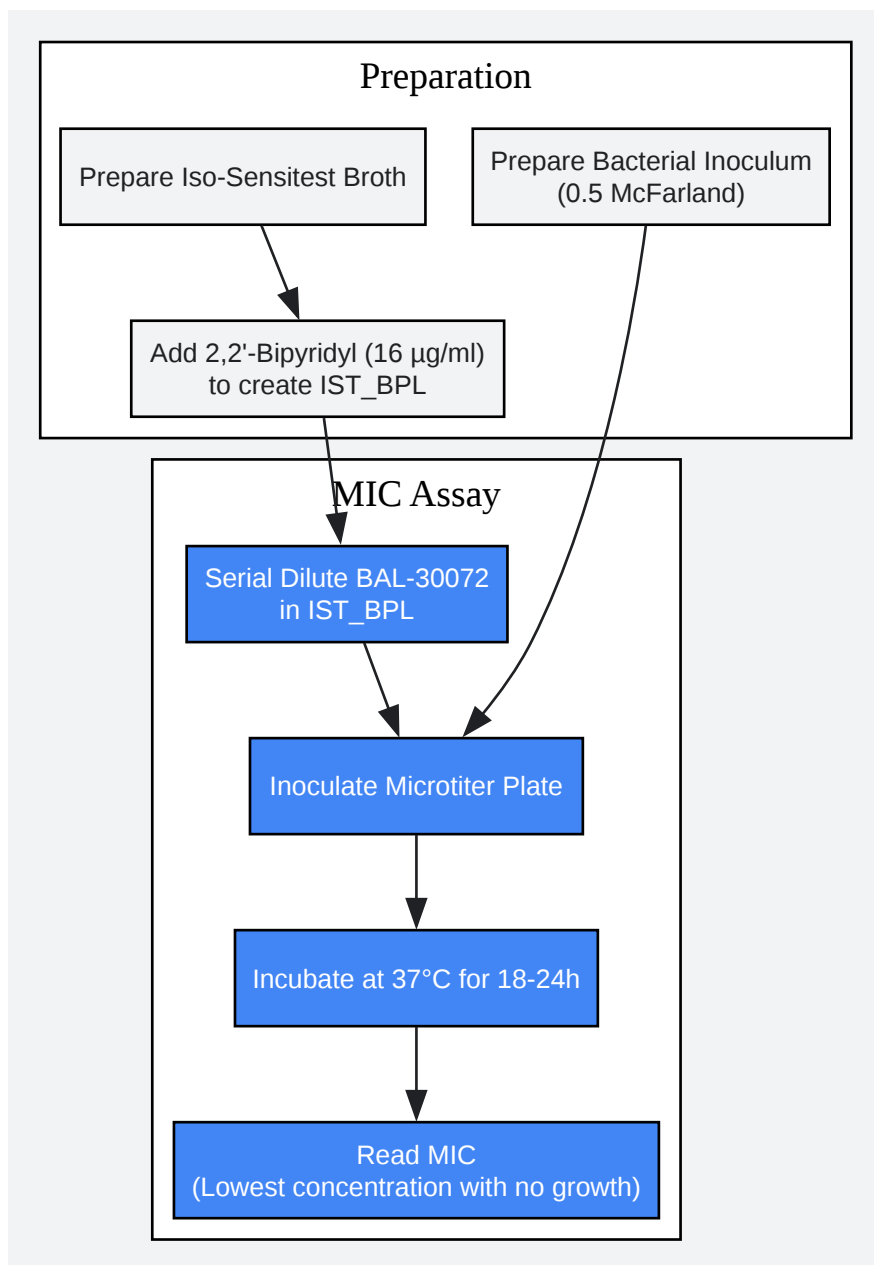 Preparation
Prepare Iso-Sensitest Broth
Prepare Bacterial Inoculum
(0.5 McFarland)
Add 2,2'-Bipyridyl (16 µg/ml)
to create IST_BPL
MIC Assay
Serial Dilute BAL-30072
in IST_BPL
Inoculate Microtiter Plate
Incubate at 37°C for 18-24h
Read MIC
(Lowest concentration with no growth)